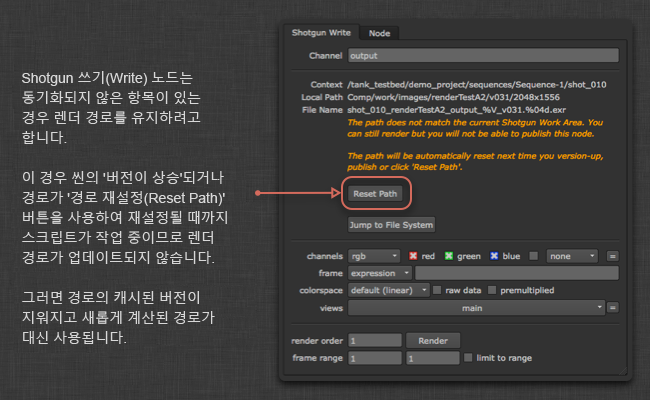 Shotgun 쓰기(Write) 노드는
동기화되지 않은 항목이 있는
경우 렌더 경로를 유지하려고
합니다.
이 경우 씬의 '버전이 상승'되거나
경로가 '경로 재설정(Reset Path)'
버튼을 사용하여 재설정될 때까지
스크립트가 작업 중이므로 렌더
경로가 업데이트되지 않습니다.
그러면 경로의 캐시된 버전이
지워지고 새롭게 계산된 경로가
대신 사용됩니다.
Shotgun Write Node
Channel output
Context /tank_testbed/demo_project/sequences/Sequence-1/shot_010
Local Path Comp/work/images/renderTestA2/v031/2048x1556
File Name shot_010_renderTestA2_output_%V_v031.%04d.exr
The path does not match the current Shotgun Work Area. You
can still render but you will not be able to publish this node.
The path will be automatically reset next time you version-up,
publish or click 'Reset Path'.
Reset Path
Jump to File System
channels rgb red green blue none =
frame expression
colorspace default (linear) raw data premultiplied
views main =
render order 1 Render
frame range 1 1 limit to range